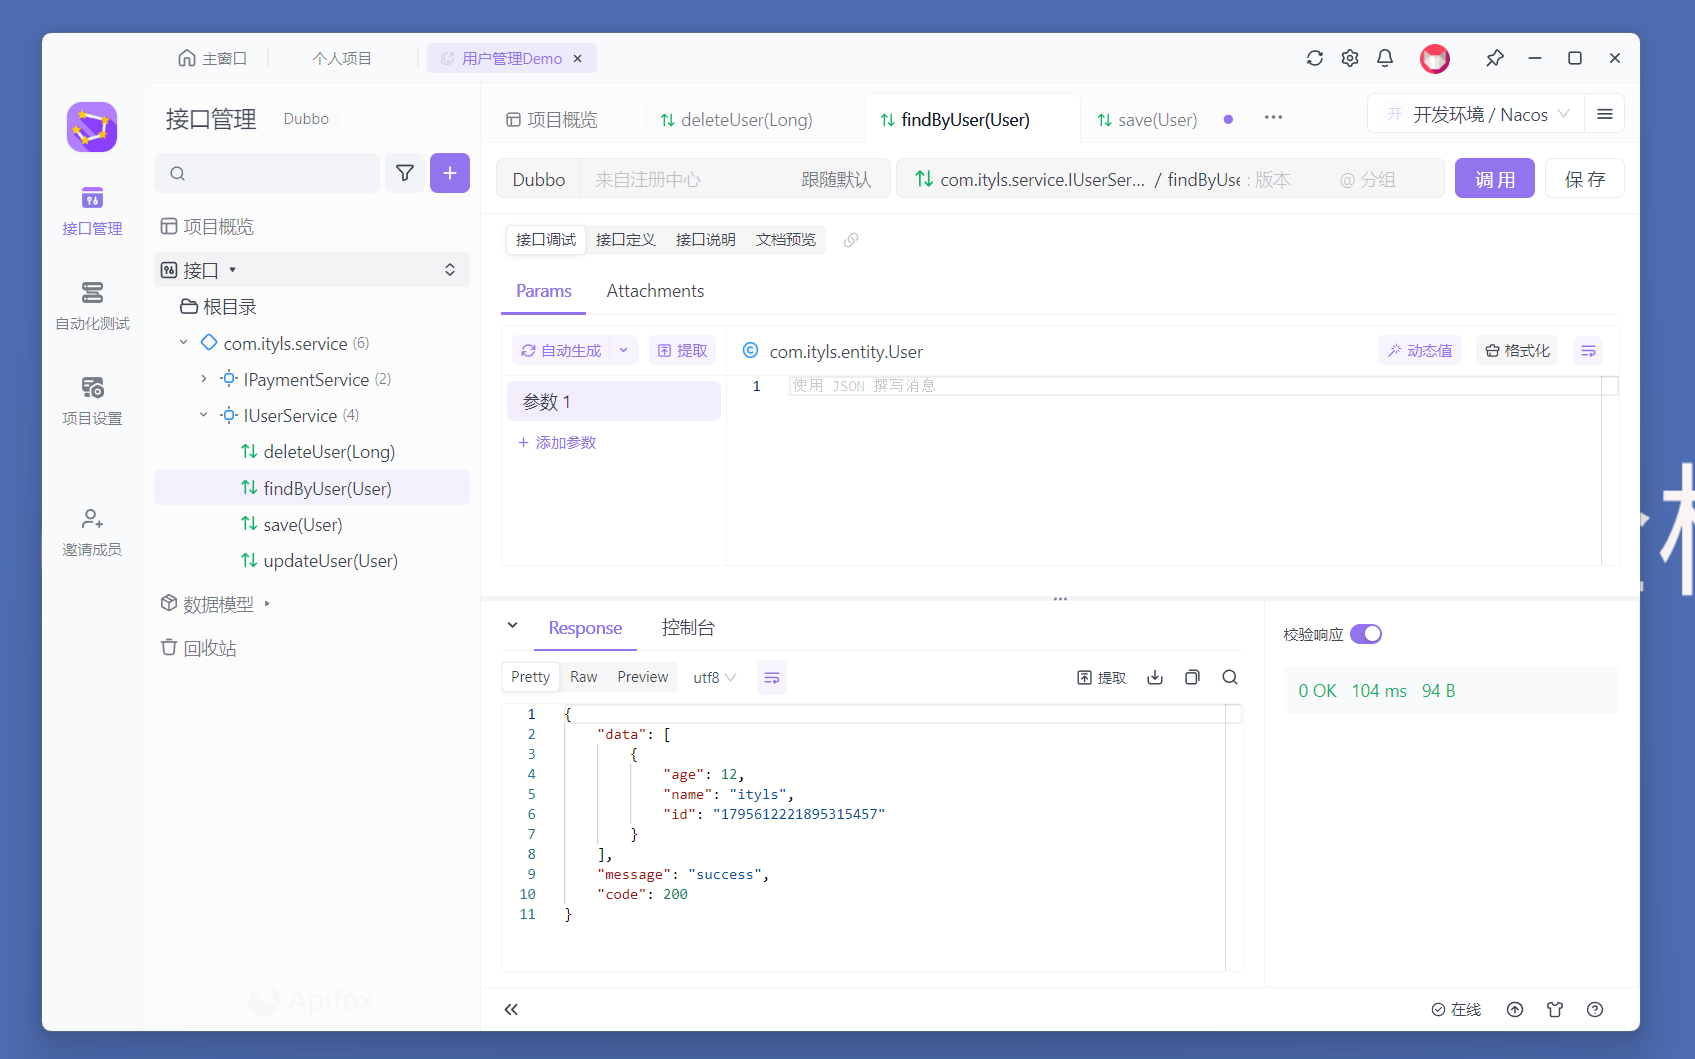 主窗口
个人项目
用户管理Demo
接口管理
Dubbo
接口管理
自动化测试
项目设置
邀请成员
项目概览
接口
根目录
com.ityls.service (6)
IPaymentService (2)
IUserService (4)
deleteUser(Long)
findByUser(User)
save(User)
updateUser(User)
数据模型
回收站
Apifox
项目概览
deleteUser(Long)
findByUser(User)
save(User)
开 开发环境 / Nacos
Dubbo 来自注册中心 跟随默认
com.ityls.service.IUserSer... / findByUse : 版本 @ 分组
调用
保存
接口调试 接口定义 接口说明 文档预览
Params Attachments
自动生成 提取
com.ityls.entity.User
动态值 格式化
参数 1
添加参数
1 使用 JSON 撰写消息
Response 控制台
Pretty Raw Preview utf8
提取
1 {
2 "data": [
3 {
4 "age": 12,
5 "name": "ityls",
6 "id": "1795612221895315457"
7 }
8 ],
9 "message": "success",
10 "code": 200
11 }
校验响应
0 OK 104 ms 94 B
在线